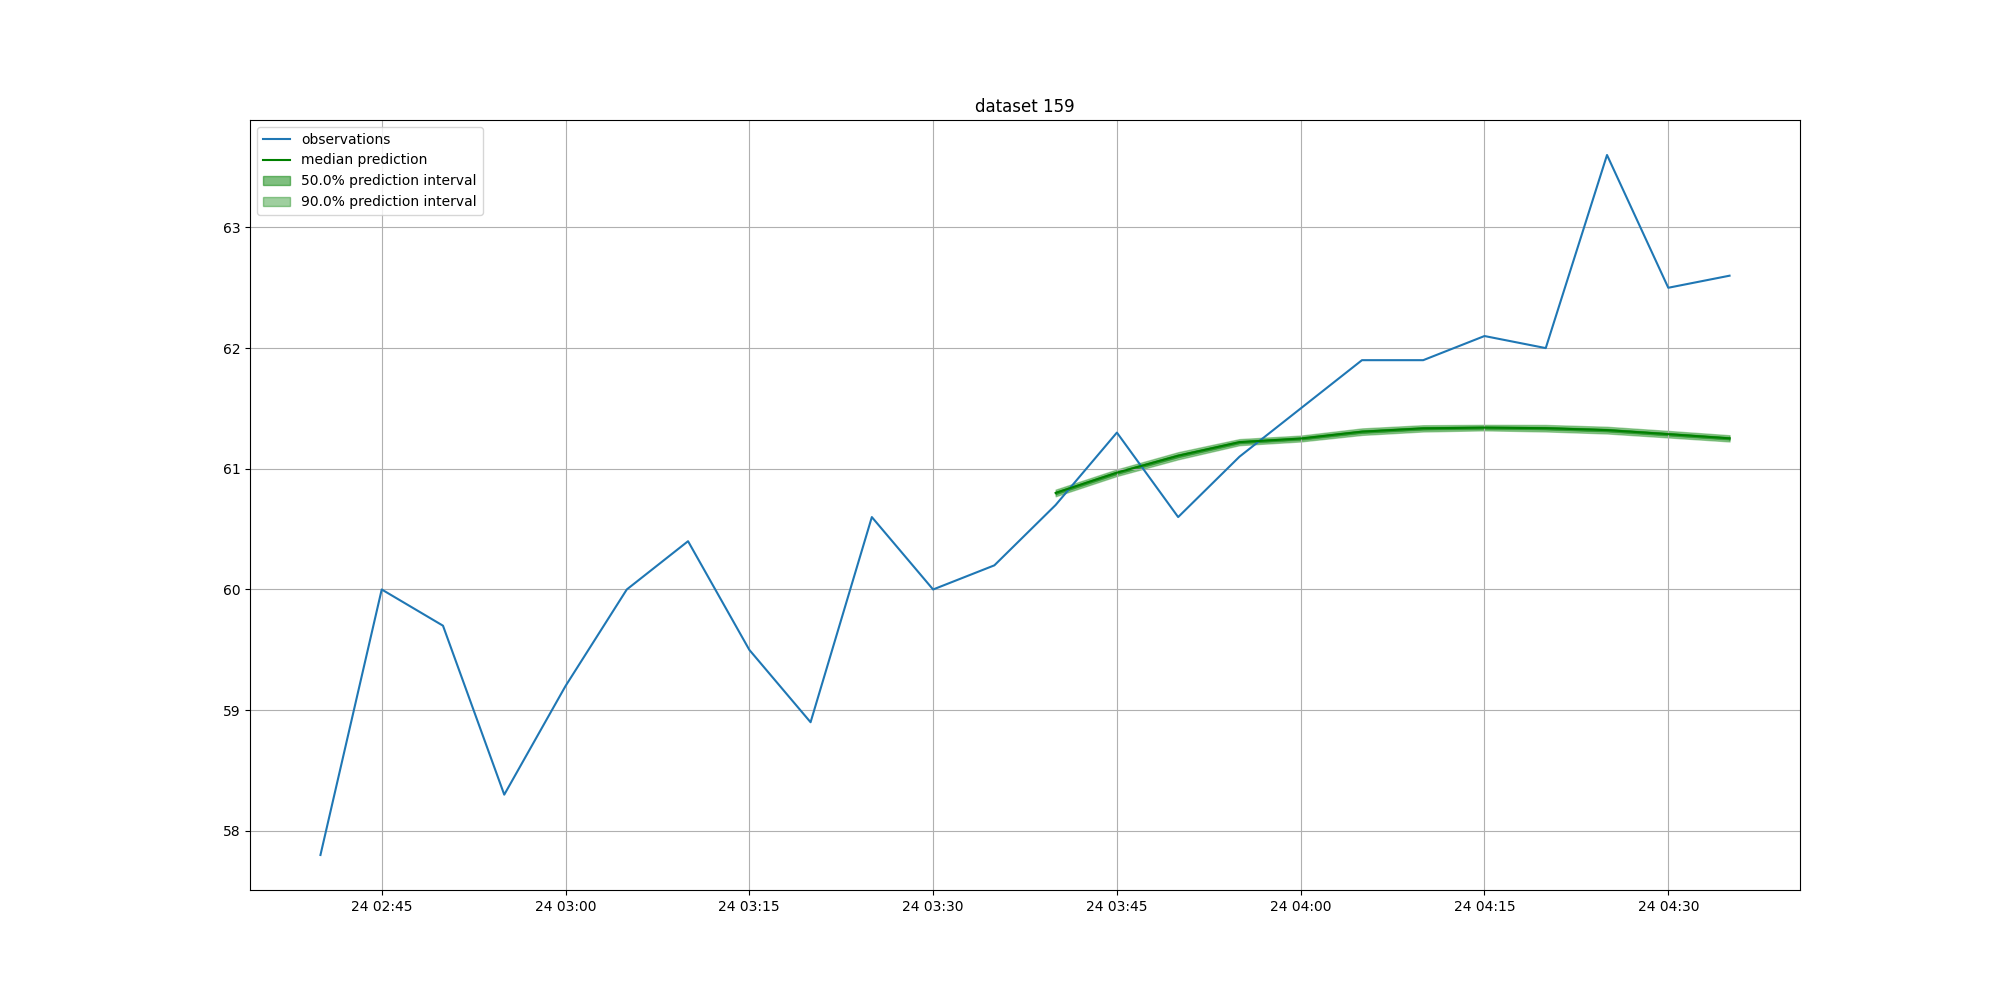 dataset 159
observations
median prediction
50.0% prediction interval
90.0% prediction interval
63
62
61
60
59
58
24 02:45
24 03:00
24 03:15
24 03:30
24 03:45
24 04:00
24 04:15
24 04:30